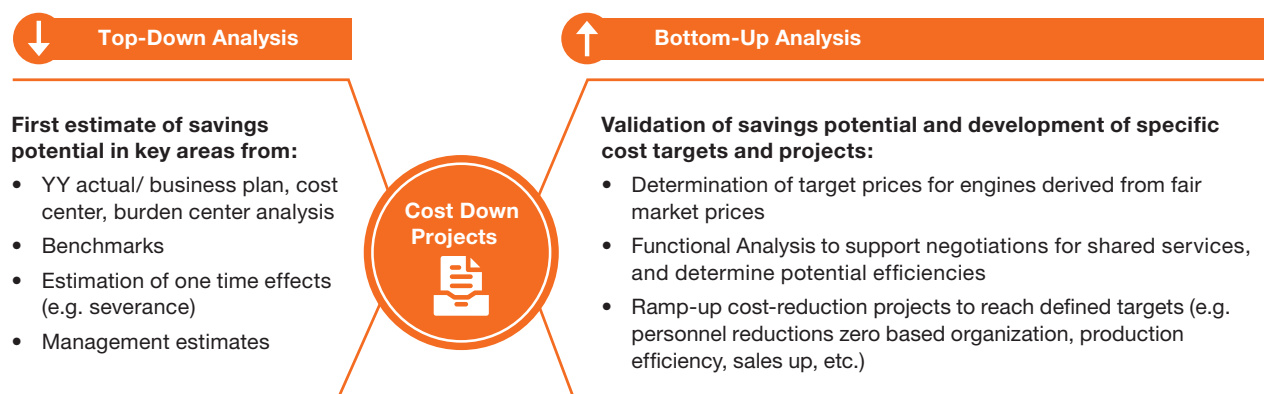 Top-Down Analysis
First estimate of savings
potential in key areas from:
• YY actual/ business plan, cost
center, burden center analysis
• Benchmarks
• Estimation of one time effects
(e.g. severance)
• Management estimates
Cost Down
Projects
Bottom-Up Analysis
Validation of savings potential and development of specific
cost targets and projects:
• Determination of target prices for engines derived from fair
market prices
• Functional Analysis to support negotiations for shared services,
and determine potential efficiencies
• Ramp-up cost-reduction projects to reach defined targets (e.g.
personnel reductions zero based organization, production
efficiency, sales up, etc.)